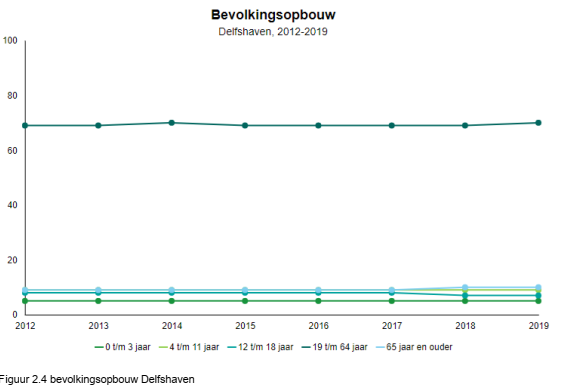 Bevolkingsopbouw
Delfshaven, 2012-2019
100
80
60
40
20
0
2012 2013 2014 2015 2016 2017 2018 2019
0 t/m 3 jaar 4 t/m 11 jaar 12 t/m 18 jaar 19 t/m 64 jaar 65 jaar en ouder
Figuur 2.4 bevolkingsopbouw Delfshaven